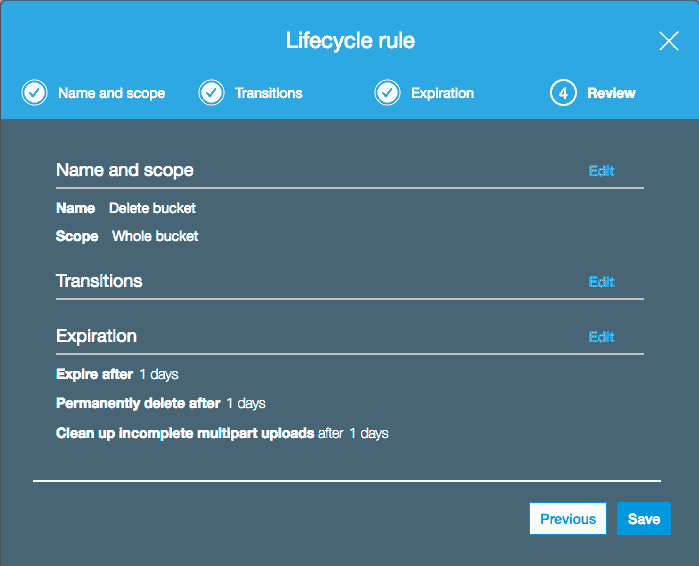 Lifecycle rule
Name and scope Transitions Expiration 4 Review
Name and scope Edit
Name Delete bucket
Scope Whole bucket
Transitions Edit
Expiration Edit
Expire after 1 days
Permanently delete after 1 days
Clean up incomplete multipart uploads after 1 days
Previous Save